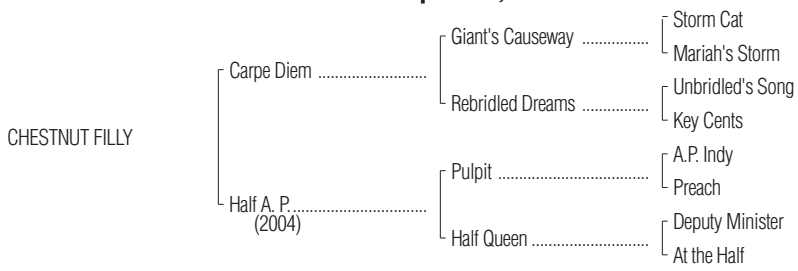 Storm Cat
Giant's Causeway ..................
Mariah's Storm
Carpe Diem ..........................
Unbridled's Song
Rebridled Dreams ................
Key Cents
CHESTNUT FILLY
A.P. Indy
Pulpit ....................................
Preach
Half A. P................................
(2004)
Deputy Minister
Half Queen ............................
At the Half